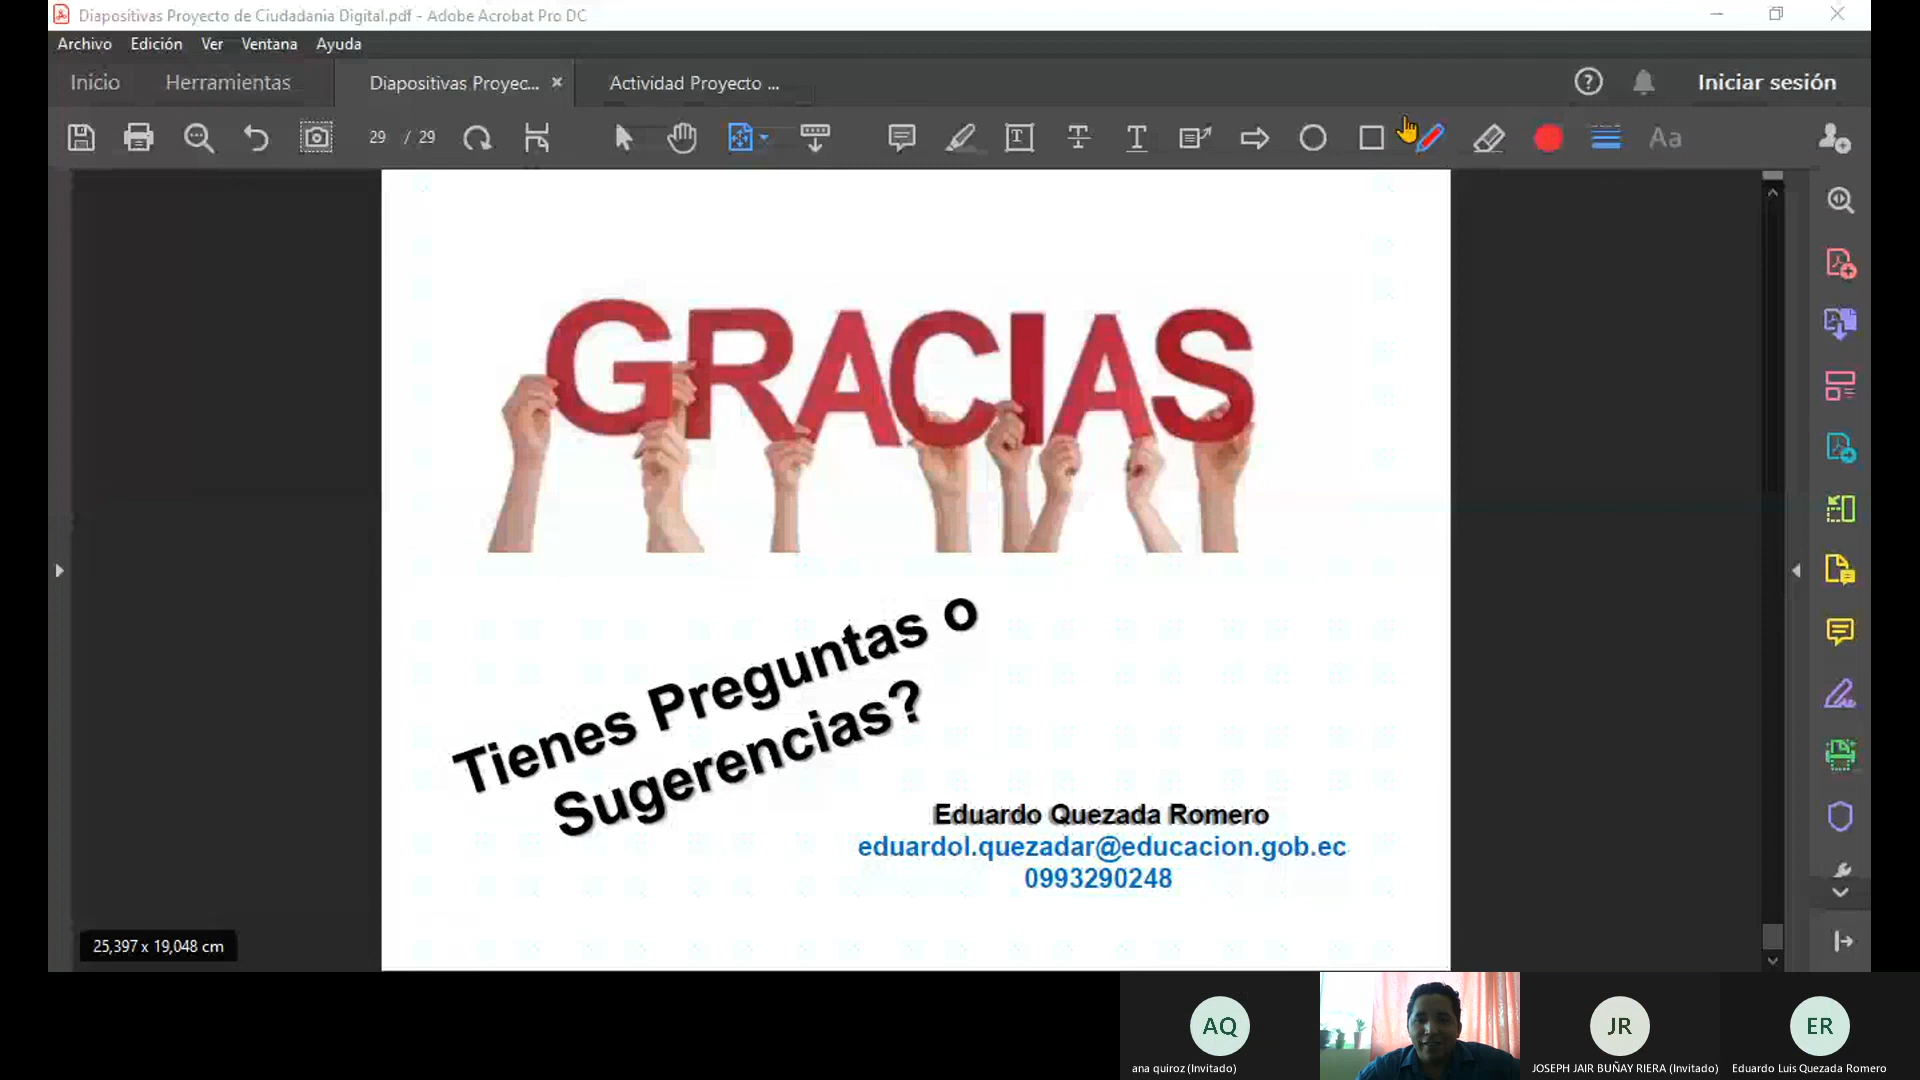 Diapositivas Proyecto de Ciudadania Digital.pdf - Adobe Acrobat Pro DC
Archivo Edición Ver Ventana Ayuda
Inicio Herramientas Diapositivas Proyec... × Actividad Proyecto ... Iniciar sesión
29 / 29 Aa
GRACIAS
Tienes Preguntas o
Sugerencias?
Eduardo Quezada Romero
eduardol.quezadar@educacion.gob.ec
0993290248
25,397 x 19,048 cm
AQ JR ER
ana quiroz (Invitado) JOSEPH JAIR BUÑAY RIERA (Invitado) Eduardo Luis Quezada Romero